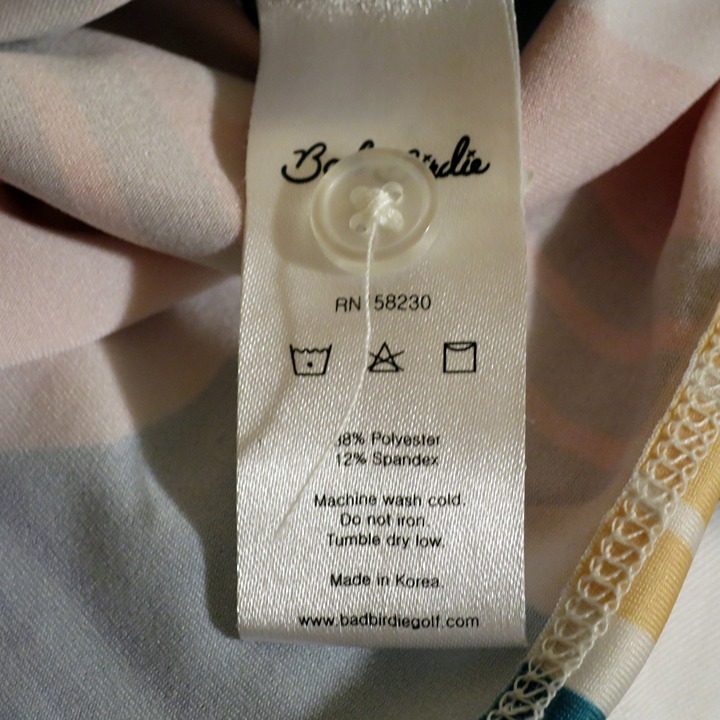 RN 58230
88% Polyester
12% Spandex
Machine wash cold.
Do not iron.
Tumble dry low.
Made in Korea.
www.badbirdiegolf.com